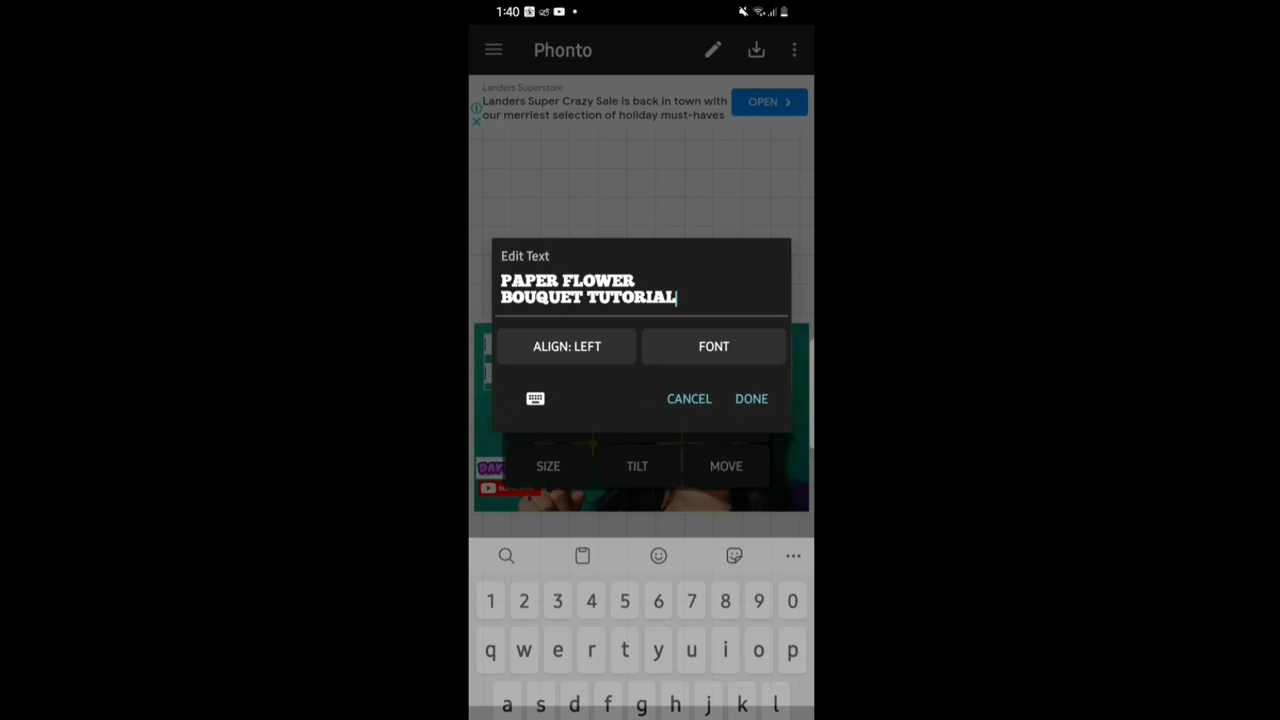 1:40
Phonto
Landers Superstore
Landers Super Crazy Sale is back in town with
our merriest selection of holiday must-haves
OPEN
Edit Text
PAPER FLOWER
BOUQUET TUTORIAL
ALIGN: LEFT
FONT
CANCEL
DONE
DAY
SIZE
TILT
MOVE
1 2 3 4 5 6 7 8 9 0
q w e r t y u i o p
a s d f g h j k l